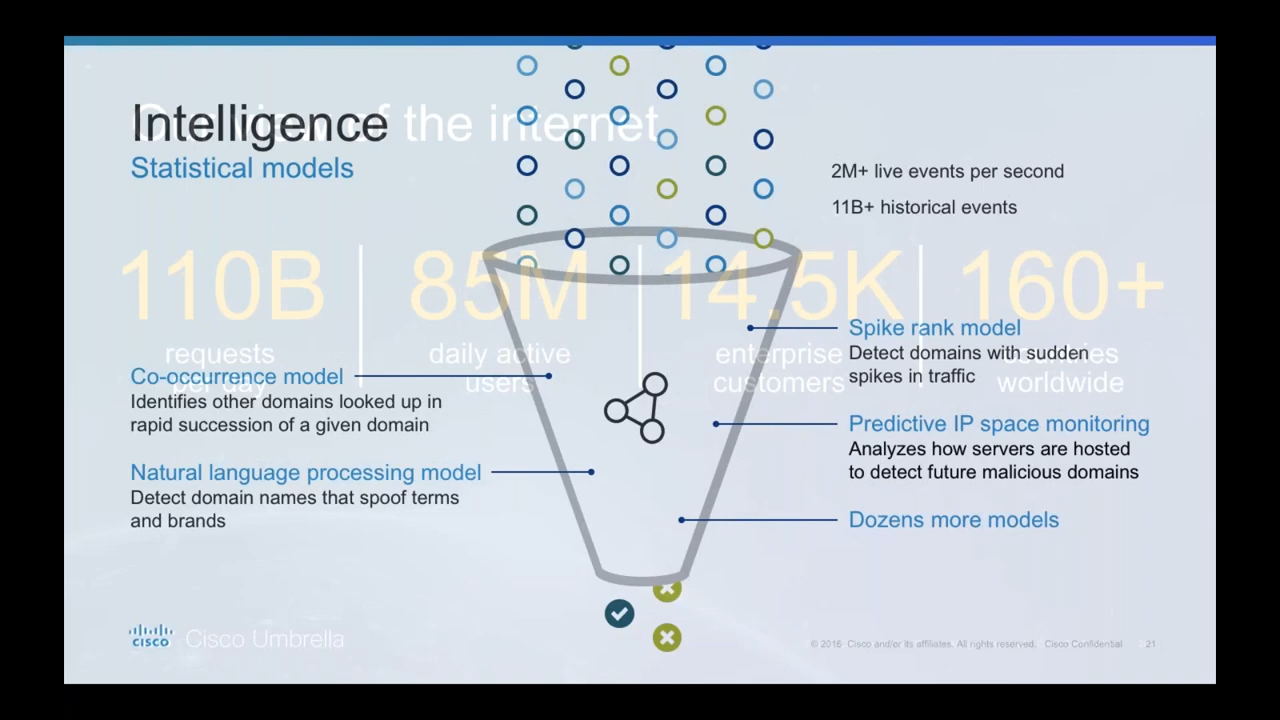 Intelligence
Statistical models
the internet
2M+ live events per second
11B+ historical events
110B
85M
14.5K
160+
requests
per day
daily active
users
enterprise
customers
countries
worldwide
Co-occurrence model
Identifies other domains looked up in
rapid succession of a given domain
Natural language processing model
Detect domain names that spoof terms
and brands
Spike rank model
Detect domains with sudden
spikes in traffic
Predictive IP space monitoring
Analyzes how servers are hosted
to detect future malicious domains
Dozens more models
cisco Cisco Umbrella
© 2016 Cisco and/or its affiliates. All rights reserved. Cisco Confidential 21